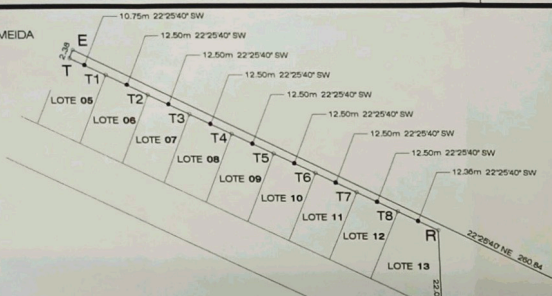 MEIDA
10.75m 22°25'40" SW
12.50m 22°25'40" SW
12.50m 22°25'40" SW
12.50m 22°25'40" SW
12.50m 22°25'40" SW
12.50m 22°25'40" SW
12.50m 22°25'40" SW
12.50m 22°25'40" SW
12.36m 22°25'40" SW
2.38
E
T
T1
T2
T3
T4
T5
T6
T7
T8
R
LOTE 05
LOTE 06
LOTE 07
LOTE 08
LOTE 09
LOTE 10
LOTE 11
LOTE 12
LOTE 13
22°25'40" NE 260.84